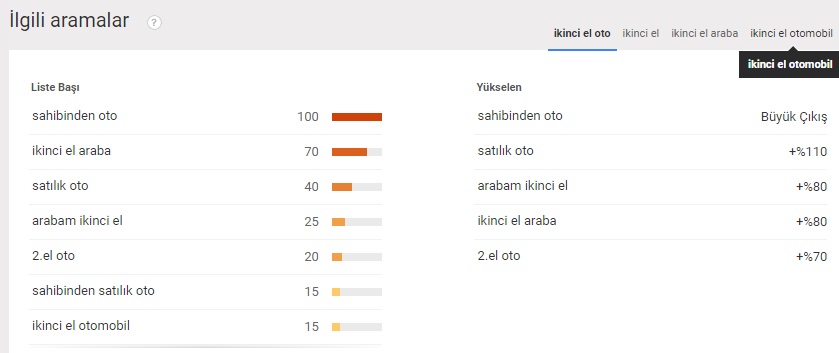 İlgili aramalar ?
ikinci el oto ikinci el ikinci el araba ikinci el otomobil
ikinci el otomobil
Liste Başı
sahibinden oto 100
ikinci el araba 70
satılık oto 40
arabam ikinci el 25
2.el oto 20
sahibinden satılık oto 15
ikinci el otomobil 15
Yükselen
sahibinden oto Büyük Çıkış
satılık oto +%110
arabam ikinci el +%80
ikinci el araba +%80
2.el oto +%70